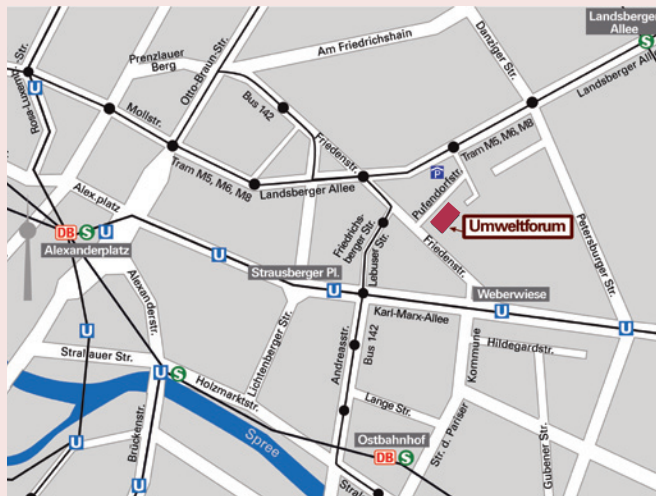 Landsberger
Allee
S
Danziger Str.
Am Friedrichshain
Prenzlauer
Berg
Otto-Braun-Str.
Landsberger Allee
Rosa-Luxemburg-Str.
U
Mollstr.
Bus 142
Friedenstr.
Tram M5, M6, M8
Tram M5, M6, M8
P
Landsberger Allee
Pufendorfstr.
Alex.platz
Umweltforum
DB S U
Alexanderplatz
Friedrichs-
berger Str.
Lebuser Str.
Friedenstr.
Petersburger Str.
U
Strausberger Pl.
U
Weberwiese
U
Karl-Marx-Allee
U
Alexanderstr.
U
Lichtenberger Str.
Andreasstr.
Bus 142
Kommune
Hildegardstr.
Stralauer Str.
U S
Holzmarktstr.
Lange Str.
Str. d. Pariser
Gubener Str.
Brückenstr.
Spree
U
U
Ostbahnhof
DB S